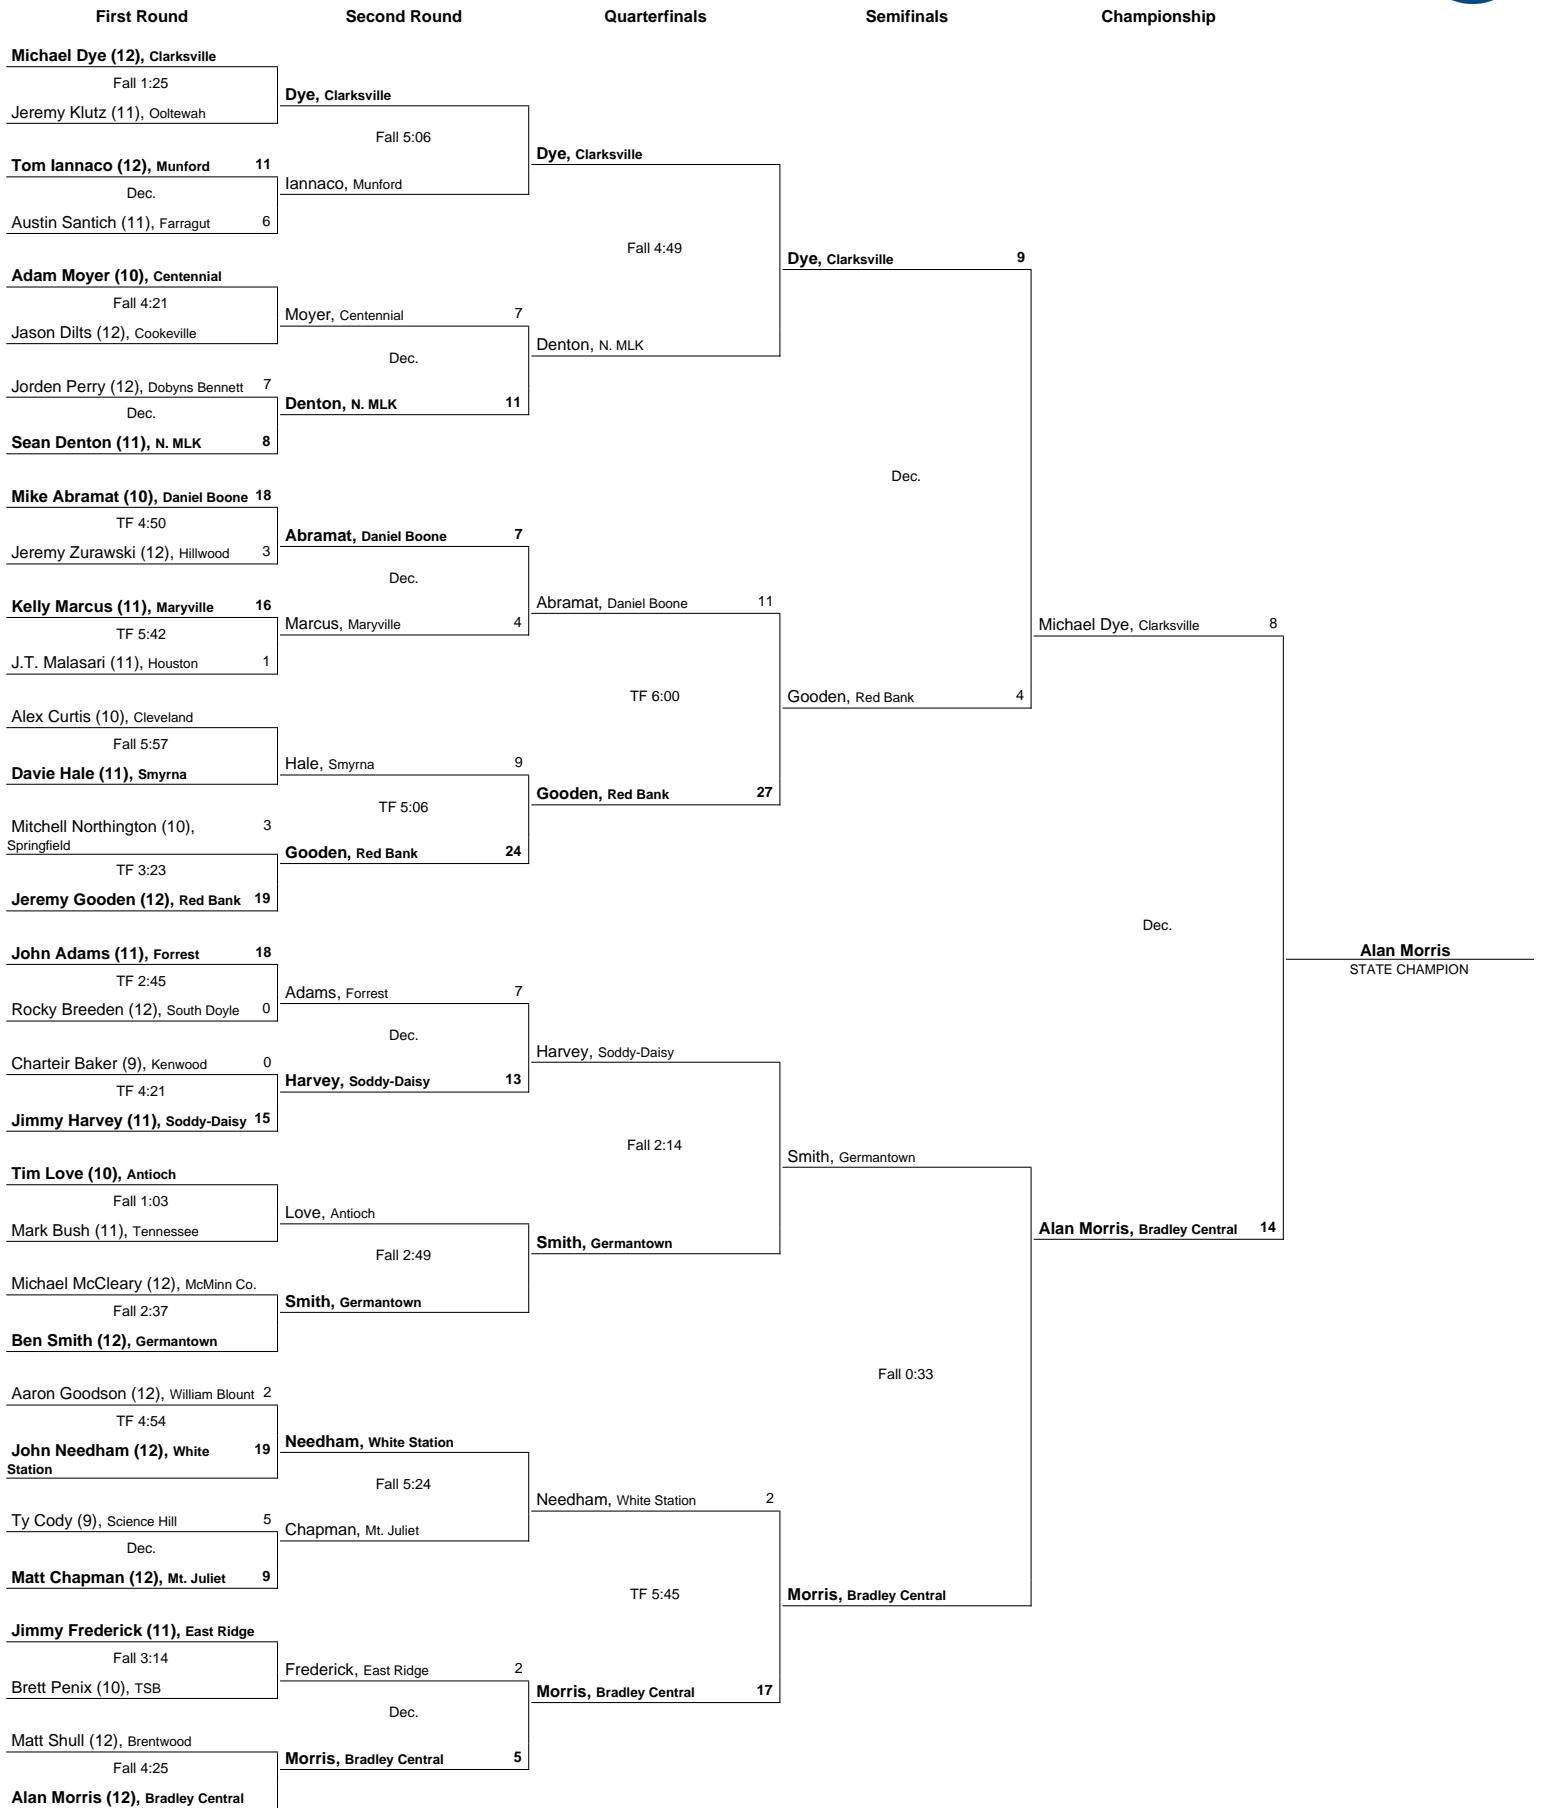 First Round
Second Round
Quarterfinals
Semifinals
Championship
Michael Dye (12), Clarksville
Fall 1:25
Jeremy Klutz (11), Ooltewah
Tom Iannaco (12), Munford 11
Dec.
Austin Santich (11), Farragut 6
Adam Moyer (10), Centennial
Fall 4:21
Jason Dilts (12), Cookeville
Jorden Perry (12), Dobyns Bennett 7
Dec.
Sean Denton (11), N. MLK 8
Mike Abramat (10), Daniel Boone 18
TF 4:50
Jeremy Zurawski (12), Hillwood 3
Kelly Marcus (11), Maryville 16
TF 5:42
J.T. Malasari (11), Houston 1
Alex Curtis (10), Cleveland
Fall 5:57
Davie Hale (11), Smyrna
Mitchell Northington (10), 3
Springfield
TF 3:23
Jeremy Gooden (12), Red Bank 19
John Adams (11), Forrest 18
TF 2:45
Rocky Breeden (12), South Doyle 0
Charteir Baker (9), Kenwood 0
TF 4:21
Jimmy Harvey (11), Soddy-Daisy 15
Tim Love (10), Antioch
Fall 1:03
Mark Bush (11), Tennessee
Michael McCleary (12), McMinn Co.
Fall 2:37
Ben Smith (12), Germantown
Aaron Goodson (12), William Blount 2
TF 4:54
John Needham (12), White 19
Station
Ty Cody (9), Science Hill 5
Dec.
Matt Chapman (12), Mt. Juliet 9
Jimmy Frederick (11), East Ridge
Fall 3:14
Brett Penix (10), TSB
Matt Shull (12), Brentwood
Fall 4:25
Alan Morris (12), Bradley Central
Dye, Clarksville
Fall 5:06
Iannaco, Munford
Moyer, Centennial 7
Dec.
Denton, N. MLK 11
Abramat, Daniel Boone 7
Dec.
Marcus, Maryville 4
Hale, Smyrna 9
TF 5:06
Gooden, Red Bank 24
Adams, Forrest 7
Dec.
Harvey, Soddy-Daisy 13
Love, Antioch
Fall 2:49
Smith, Germantown
Needham, White Station
Fall 5:24
Chapman, Mt. Juliet
Frederick, East Ridge 2
Dec.
Morris, Bradley Central 5
Dye, Clarksville
Fall 4:49
Denton, N. MLK
Abramat, Daniel Boone 11
TF 6:00
Gooden, Red Bank 27
Harvey, Soddy-Daisy
Fall 2:14
Smith, Germantown
Needham, White Station 2
TF 5:45
Morris, Bradley Central 17
Dye, Clarksville 9
Dec.
Gooden, Red Bank 4
Smith, Germantown
Fall 0:33
Morris, Bradley Central
Michael Dye, Clarksville 8
Dec.
Alan Morris, Bradley Central 14
Alan Morris
STATE CHAMPION